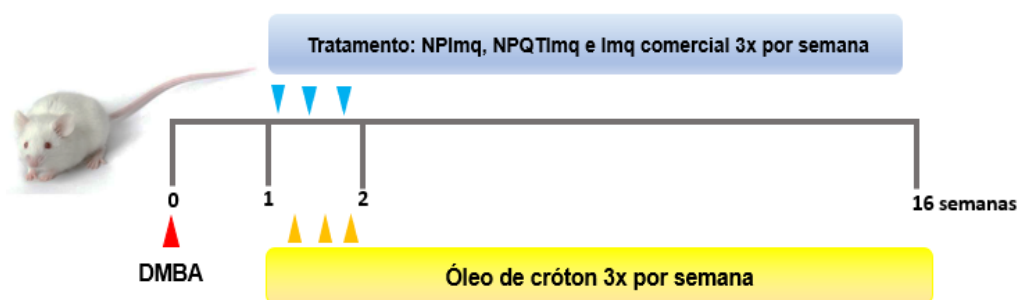 Tratamento: NPImq, NPQTImq e Imq comercial 3x por semana
0
1
2
16 semanas
DMBA
Óleo de cróton 3x por semana